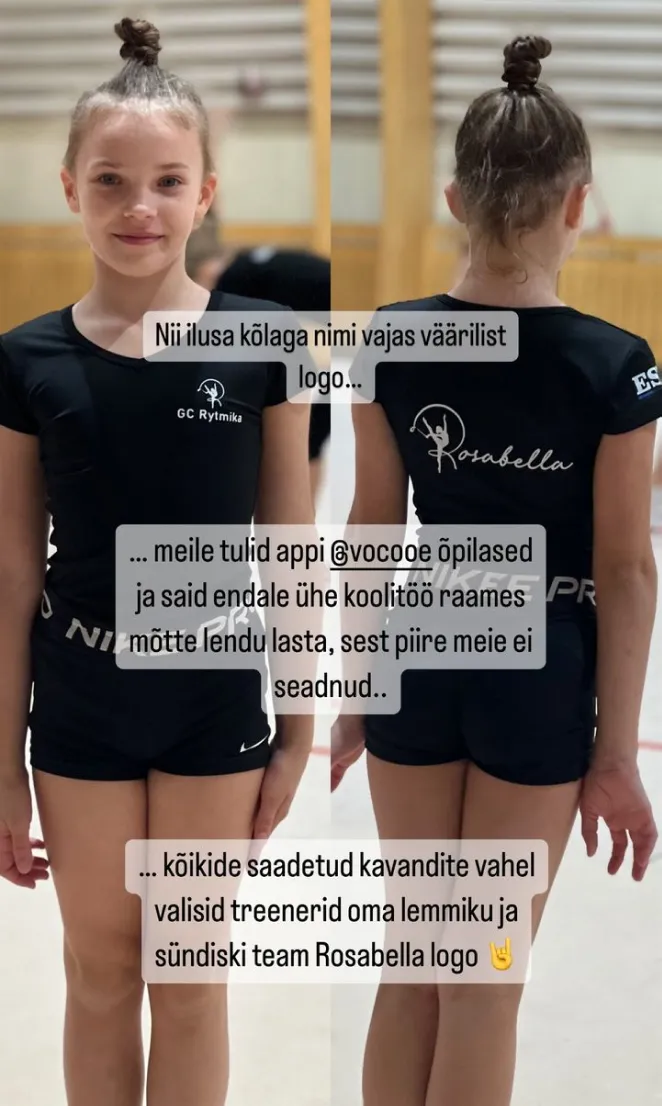 Nii ilusa kõlaga nimi vajas väärilist
logo...
GC Rytmika
Rosabella
ES
... meile tulid appi @vocooe õpilased
ja said endale ühe koolitöö raames
mõtte lendu lasta, sest piire meie ei
seadnud..
NIKE PR
NIKE PR
... kõikide saadetud kavandite vahel
valisid treenerid oma lemmiku ja
sündiski team Rosabella logo 🤘